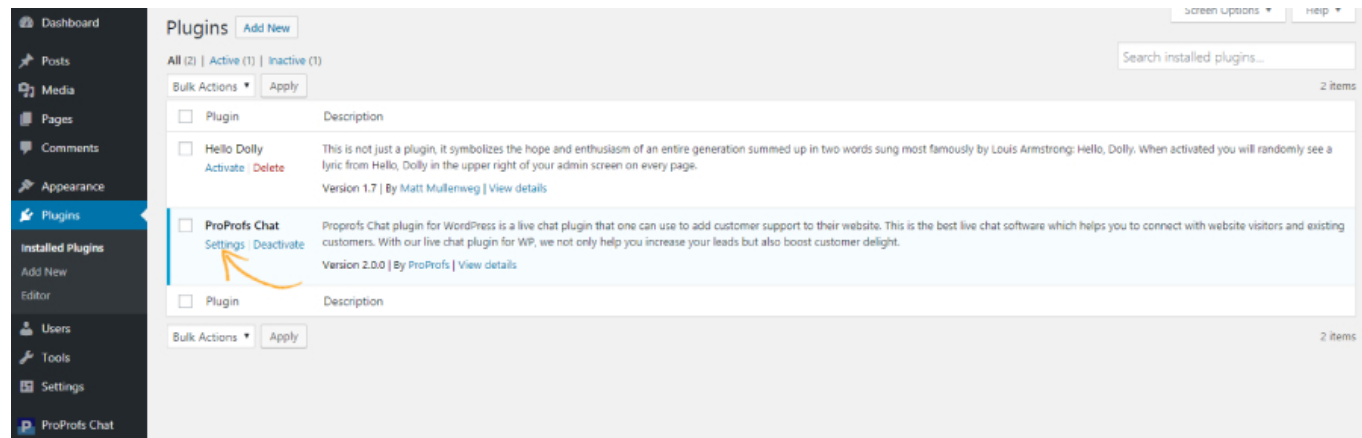 Dashboard
Posts
Media
Pages
Comments
Appearance
Plugins
Installed Plugins
Add New
Editor
Users
Tools
Settings
ProProfs Chat
Screen Options ▼ Help ▼
Plugins Add New
All (2) | Active (1) | Inactive (1)
Search installed plugins...
Bulk Actions ▼ Apply
2 items
Plugin Description
Hello Dolly
Activate | Delete
This is not just a plugin, it symbolizes the hope and enthusiasm of an entire generation summed up in two words sung most famously by Louis Armstrong: Hello, Dolly. When activated you will randomly see a
lyric from Hello, Dolly in the upper right of your admin screen on every page.
Version 1.7 | By Matt Mullenweg | View details
ProProfs Chat
Settings | Deactivate
Proprofs Chat plugin for WordPress is a live chat plugin that one can use to add customer support to their website. This is the best live chat software which helps you to connect with website visitors and existing
customers. With our live chat plugin for WP, we not only help you increase your leads but also boost customer delight.
Version 2.0.0 | By ProProfs | View details
Plugin Description
Bulk Actions ▼ Apply
2 items